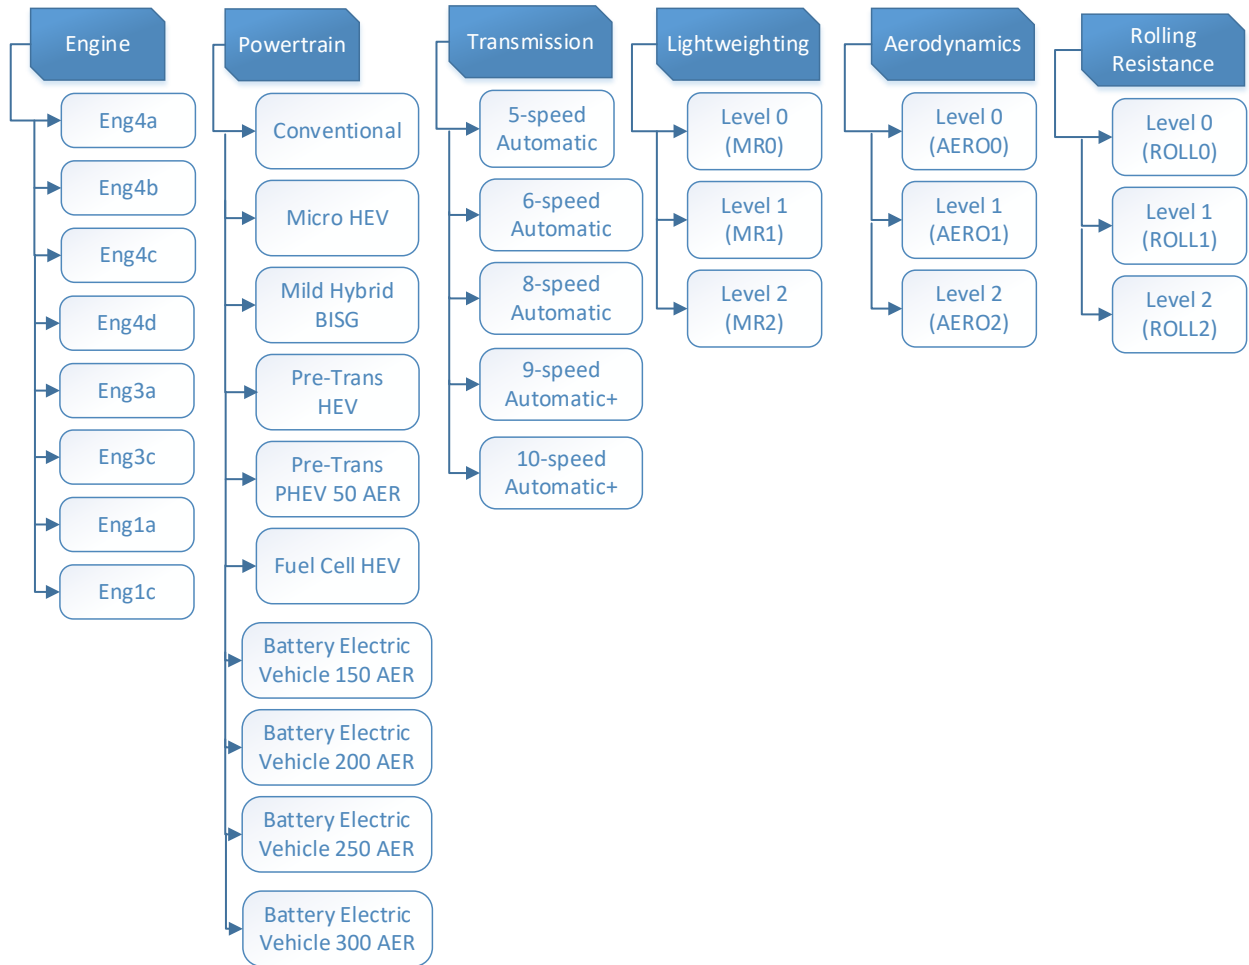 Engine
Eng4a
Eng4b
Eng4c
Eng4d
Eng3a
Eng3c
Eng1a
Eng1c
Powertrain
Conventional
Micro HEV
Mild Hybrid
BISG
Pre-Trans
HEV
Pre-Trans
PHEV 50 AER
Fuel Cell HEV
Battery Electric
Vehicle 150 AER
Battery Electric
Vehicle 200 AER
Battery Electric
Vehicle 250 AER
Battery Electric
Vehicle 300 AER
Transmission
5-speed
Automatic
6-speed
Automatic
8-speed
Automatic
9-speed
Automatic+
10-speed
Automatic+
Lightweighting
Level 0
(MR0)
Level 1
(MR1)
Level 2
(MR2)
Aerodynamics
Level 0
(AERO0)
Level 1
(AERO1)
Level 2
(AERO2)
Rolling
Resistance
Level 0
(ROLL0)
Level 1
(ROLL1)
Level 2
(ROLL2)